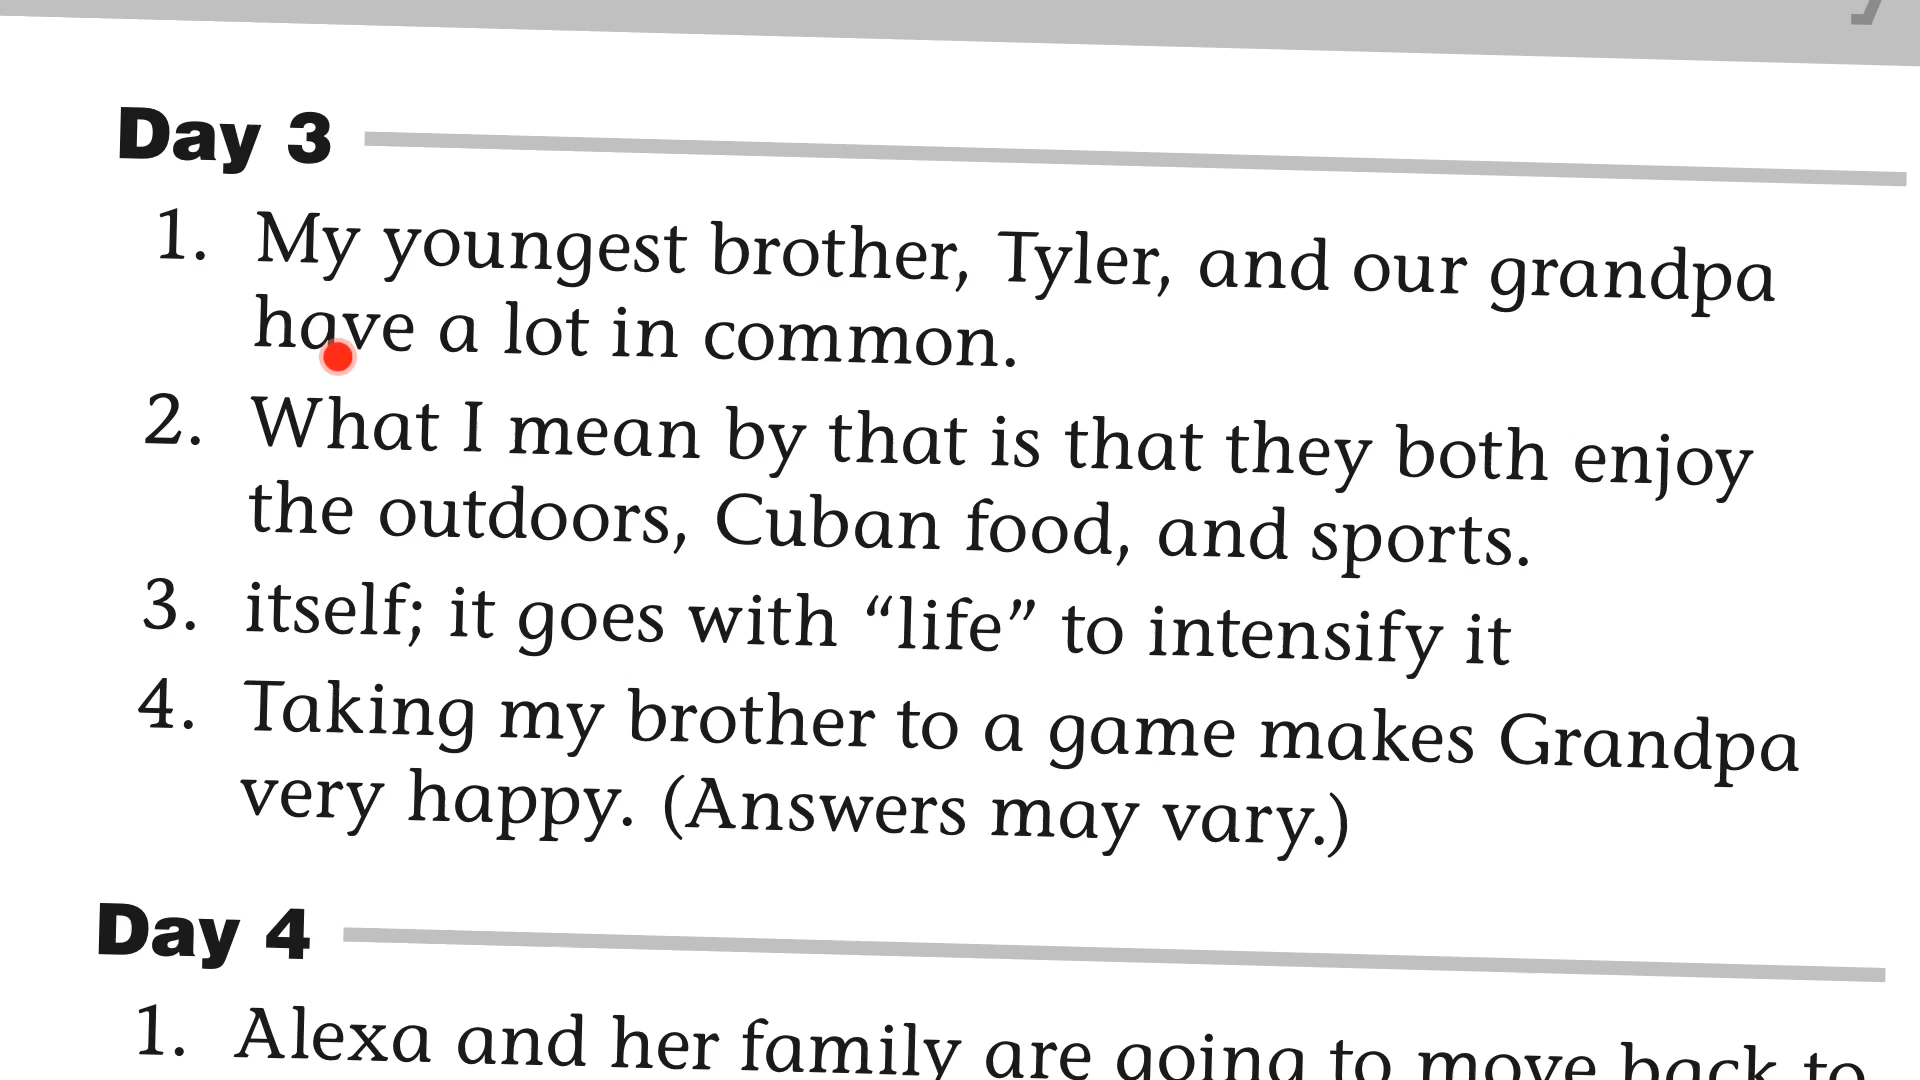 Day 3
1. My youngest brother, Tyler, and our grandpa
have a lot in common.
2. What I mean by that is that they both enjoy
the outdoors, Cuban food, and sports.
3. itself; it goes with “life” to intensify it
4. Taking my brother to a game makes Grandpa
very happy. (Answers may vary.)
Day 4
1. Alexa and her family are going to move back to